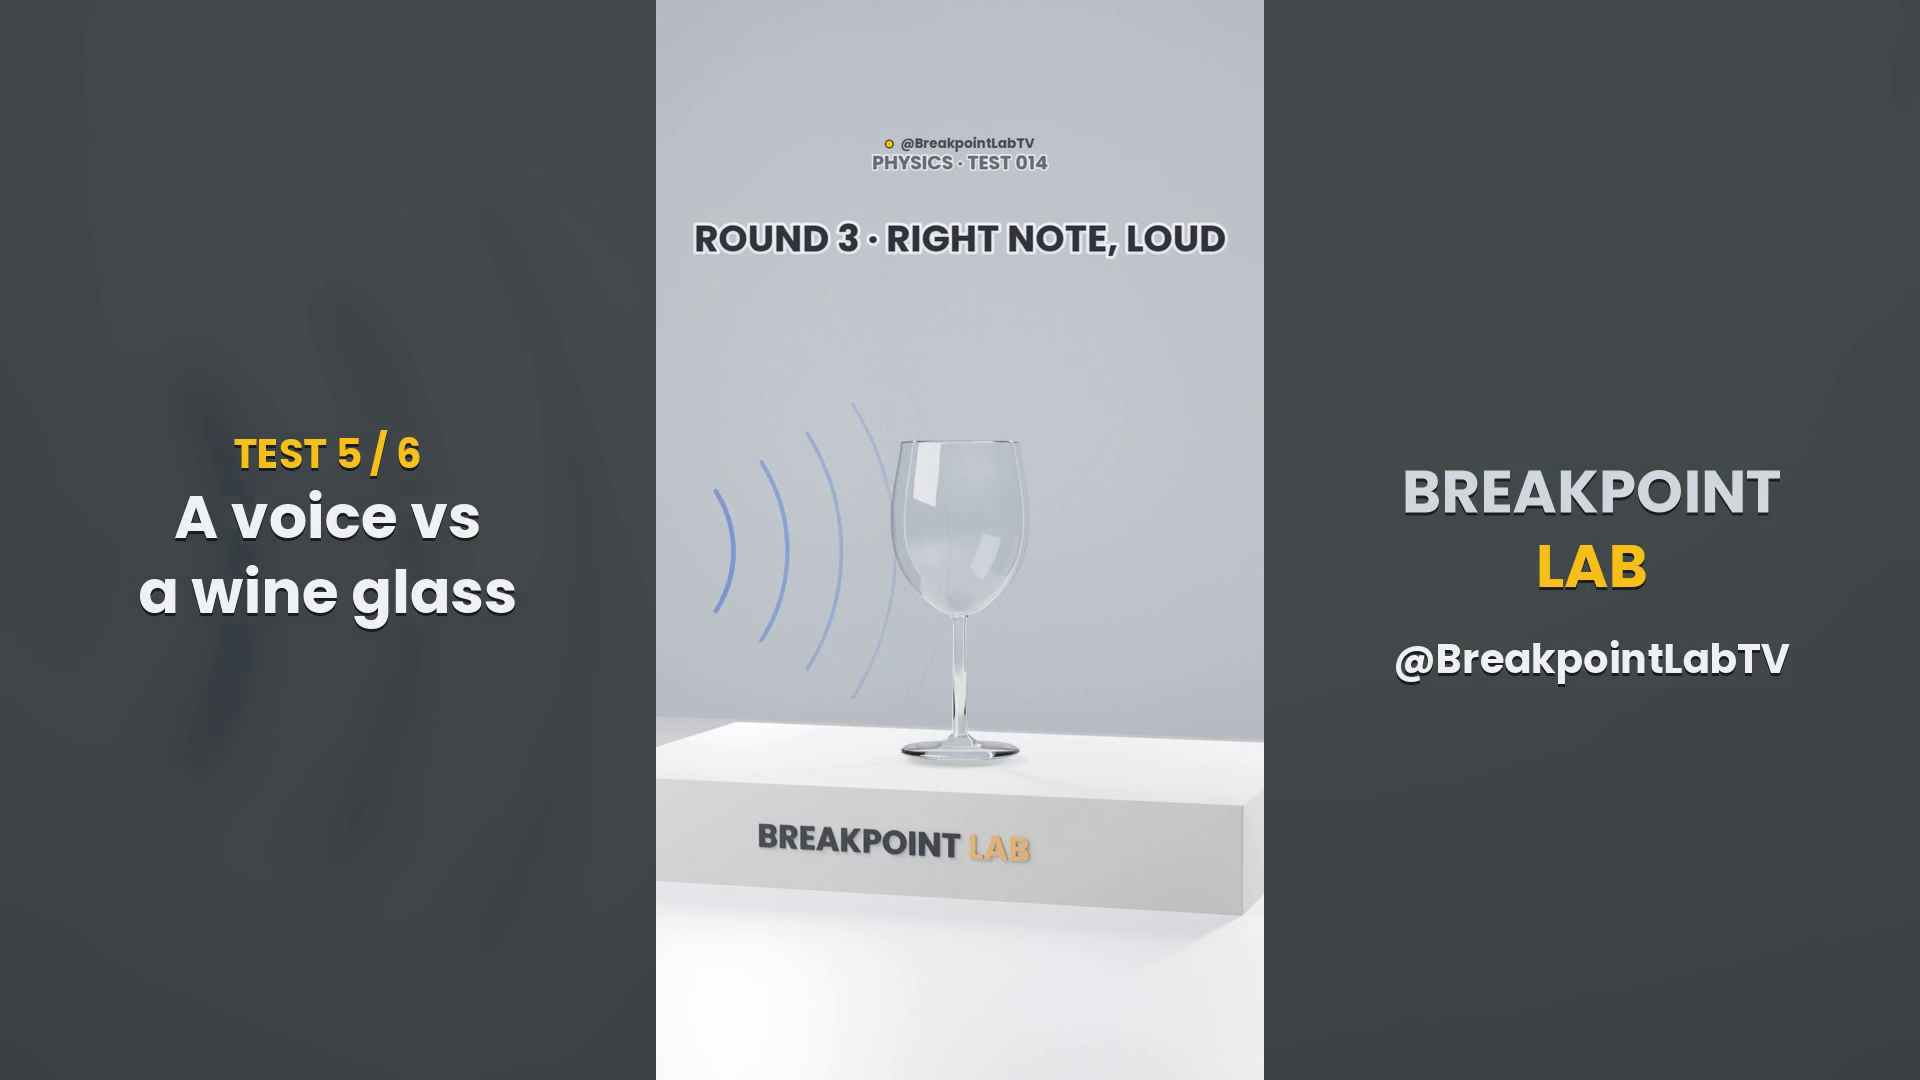 TEST 5 / 6
A voice vs
a wine glass
@BreakpointLabTV
PHYSICS · TEST 014
ROUND 3 · RIGHT NOTE, LOUD
BREAKPOINT LAB
BREAKPOINT
LAB
@BreakpointLabTV